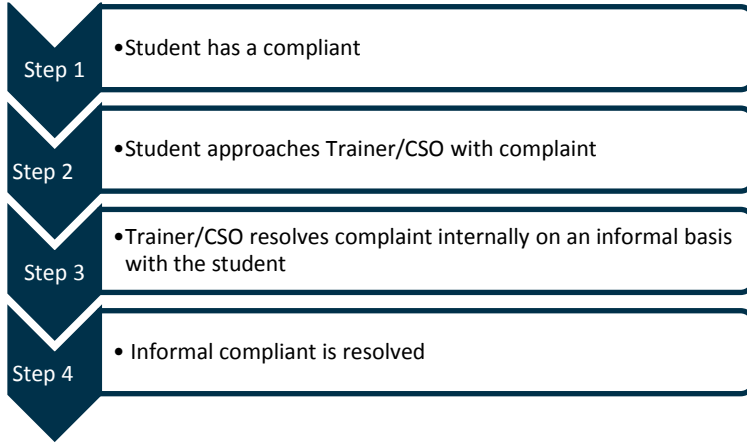 Step 1
•Student has a compliant
Step 2
•Student approaches Trainer/CSO with complaint
Step 3
•Trainer/CSO resolves complaint internally on an informal basis
with the student
Step 4
• Informal compliant is resolved